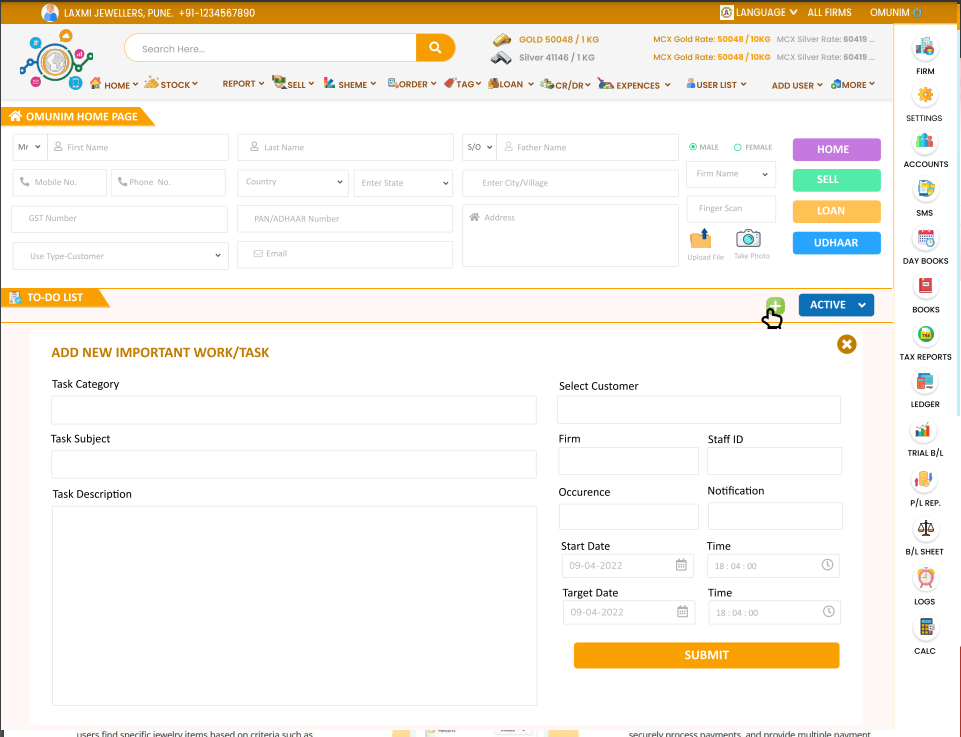 LAXMI JEWELLERS, PUNE. +91-1234567890
LANGUAGE ALL FIRMS OMUNIM
Search Here...
GOLD 50048 / 1 KG
Silver 41146 / 1 KG
MCX Gold Rate: 50048 / 10KG MCX Silver Rate: 60419 ...
MCX Gold Rate: 50048 / 10KG MCX Silver Rate: 60419 ...
HOME STOCK REPORT SELL SHEME ORDER TAG LOAN CR/DR EXPENCES USER LIST ADD USER MORE
OMUNIM HOME PAGE
Mr First Name Last Name S/O Father Name MALE FEMALE HOME
Mobile No. Phone No. Country Enter State Enter City/Village Firm Name SELL
GST Number PAN/ADHAAR Number Address Finger Scan LOAN
Use Type-Customer Email Upload File Take Photo UDHAAR
TO-DO LIST ACTIVE
ADD NEW IMPORTANT WORK/TASK
Task Category
Task Subject
Task Description
Select Customer
Firm Staff ID
Occurence Notification
Start Date Time
09-04-2022 18 : 04 : 00
Target Date Time
09-04-2022 18 : 04 : 00
SUBMIT
FIRM
SETTINGS
ACCOUNTS
SMS
DAY BOOKS
BOOKS
TAX REPORTS
LEDGER
TRIAL B/L
P/L REP.
B/L SHEET
LOGS
CALC
users find specific jewelry items based on criteria such as
securely process payments, and provide multiple payment